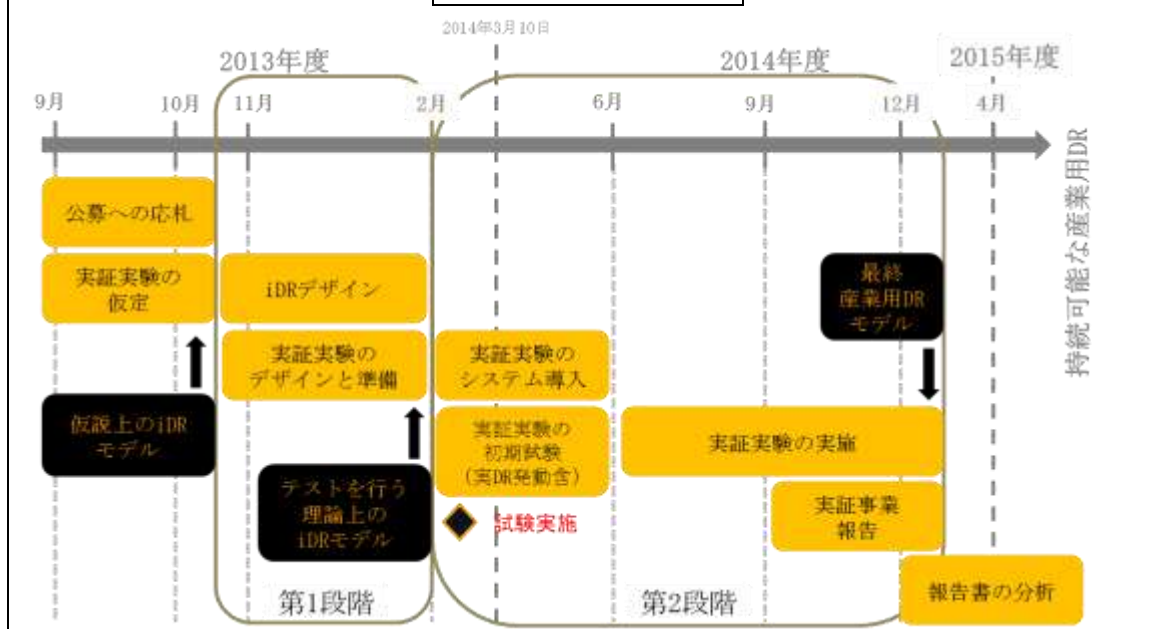 2014年3月10日
2013年度
2014年度
2015年度
9月
10月
11月
2月
6月
9月
12月
4月
持続可能な産業用DR
公募への応札
実証実験の
仮定
iDRデザイン
最終
産業用DR
モデル
実証実験の
デザインと準備
実証実験の
システム導入
仮説上のiDR
モデル
実証実験の
初期試験
(実DR発動含)
実証実験の実施
テストを行う
理論上の
iDRモデル
試験実施
実証事業
報告
報告書の分析
第1段階
第2段階